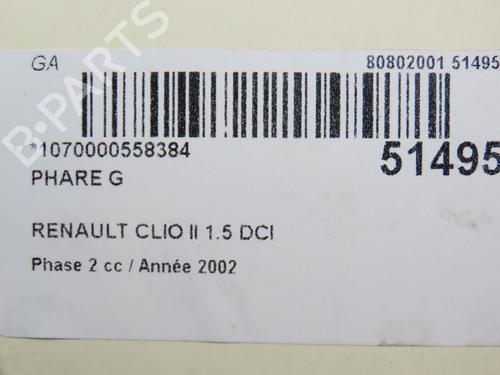 GA
80802001 51495
*1070000558384
51495
PHARE G
RENAULT CLIO II 1.5 DCI
Phase 2 cc / Année 2002
B-PARTS